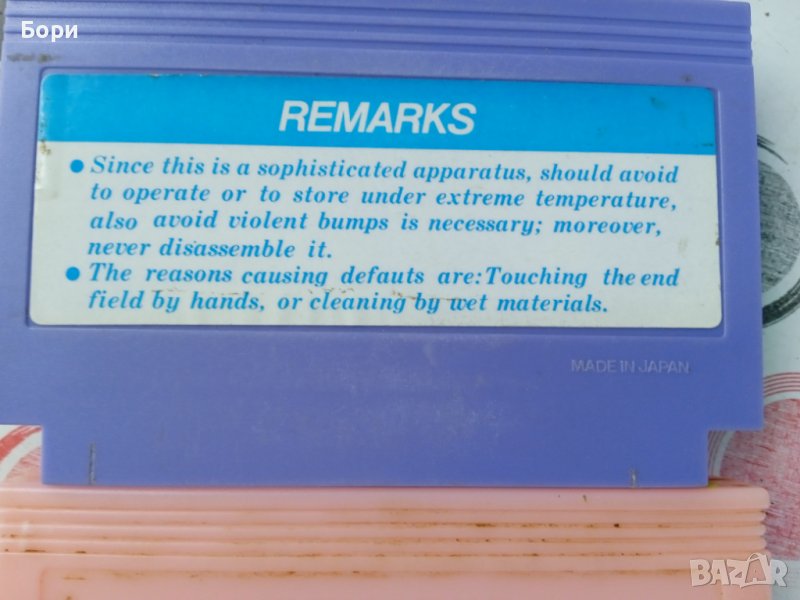 Бори
REMARKS
• Since this is a sophisticated apparatus, should avoid
to operate or to store under extreme temperature,
also avoid violent bumps is necessary; moreover,
never disassemble it.
• The reasons causing defauts are:Touching the end
field by hands, or cleaning by wet materials.
MADE IN JAPAN
BAZAR